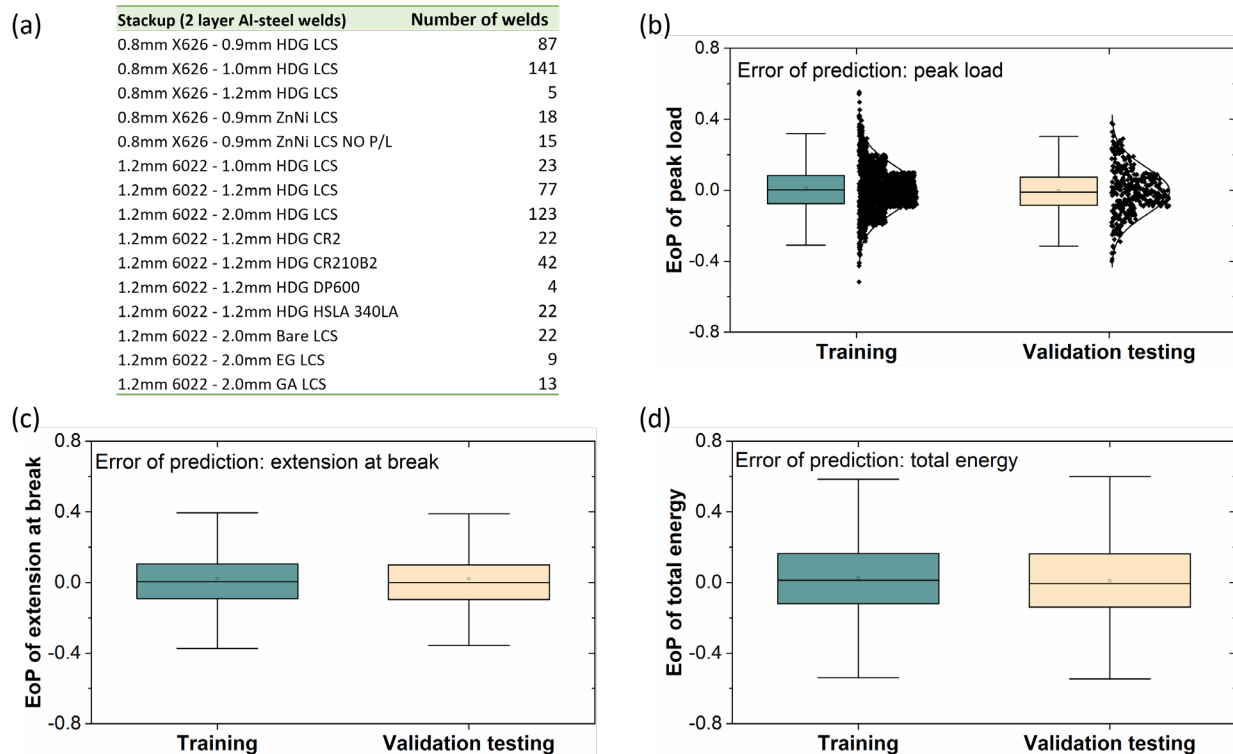 (a)
Stackup (2 layer Al-steel welds) Number of welds
0.8mm X626 - 0.9mm HDG LCS 87
0.8mm X626 - 1.0mm HDG LCS 141
0.8mm X626 - 1.2mm HDG LCS 5
0.8mm X626 - 0.9mm ZnNi LCS 18
0.8mm X626 - 0.9mm ZnNi LCS NO P/L 15
1.2mm 6022 - 1.0mm HDG LCS 23
1.2mm 6022 - 1.2mm HDG LCS 77
1.2mm 6022 - 2.0mm HDG LCS 123
1.2mm 6022 - 1.2mm HDG CR2 22
1.2mm 6022 - 1.2mm HDG CR210B2 42
1.2mm 6022 - 1.2mm HDG DP600 4
1.2mm 6022 - 1.2mm HDG HSLA 340LA 22
1.2mm 6022 - 2.0mm Bare LCS 22
1.2mm 6022 - 2.0mm EG LCS 9
1.2mm 6022 - 2.0mm GA LCS 13
(b)
Error of prediction: peak load
EoP of peak load
0.8
0.4
0.0
-0.4
-0.8
Training Validation testing
(c)
Error of prediction: extension at break
EoP of extension at break
0.8
0.4
0.0
-0.4
-0.8
Training Validation testing
(d)
Error of prediction: total energy
EoP of total energy
0.8
0.4
0.0
-0.4
-0.8
Training Validation testing